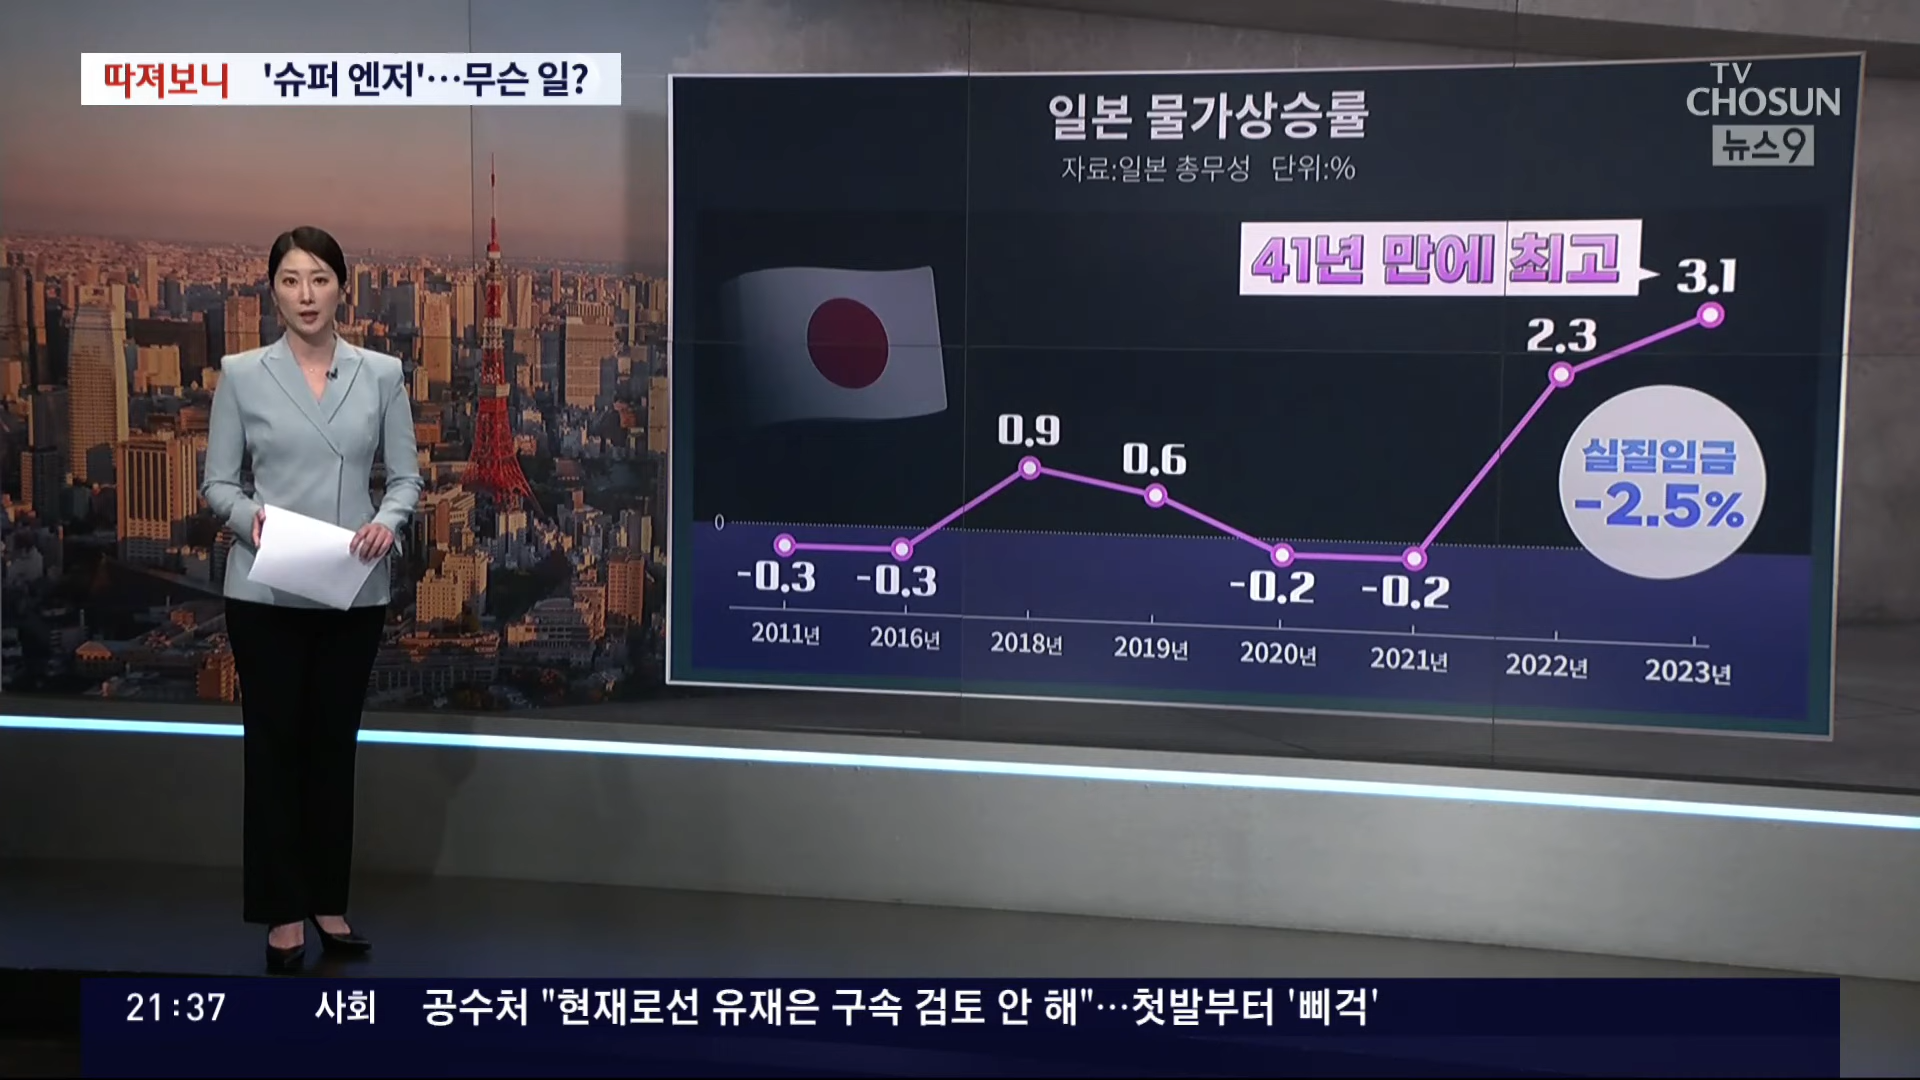 따져보니 '슈퍼 엔저'…무슨 일?
TV
CHOSUN
뉴스9
일본 물가상승률
자료:일본 총무성 단위:%
41년 만에 최고
3.1
2.3
0.9
0.6
실질임금
-2.5%
0
-0.3 -0.3 -0.2 -0.2
2011년 2016년 2018년 2019년 2020년 2021년 2022년 2023년
21:37 사회 공수처 "현재로선 유재은 구속 검토 안 해"…첫발부터 '삐걱'